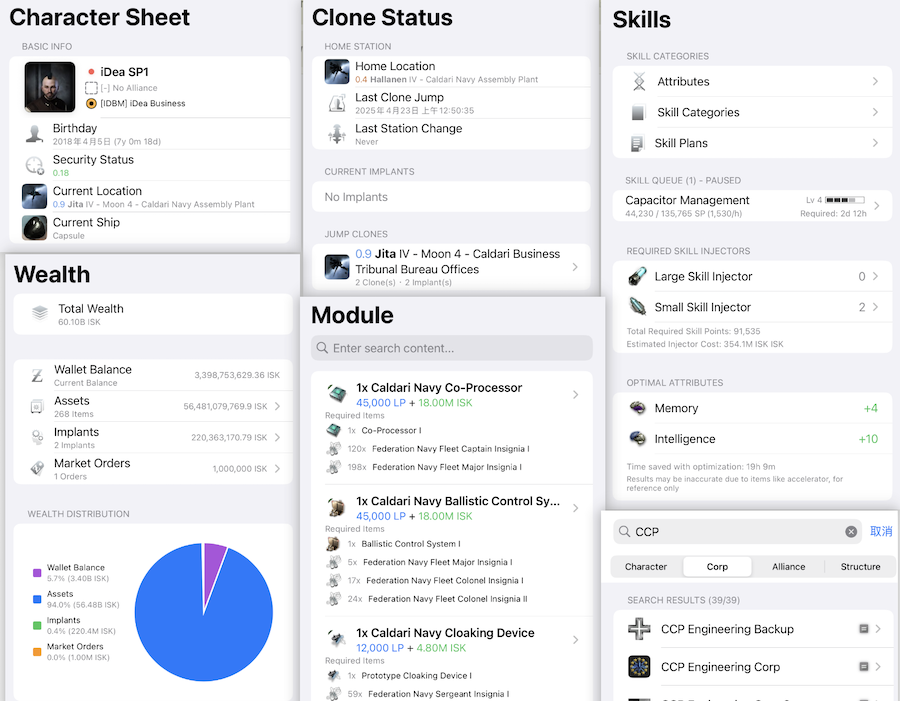 Character Sheet
BASIC INFO
iDea SP1
[-] No Alliance
[IDBM] iDea Business
Birthday
2018年4月5日 (7y 0m 18d)
Security Status
0.18
Current Location
0.9 Jita IV - Moon 4 - Caldari Navy Assembly Plant
Current Ship
Capsule
Clone Status
HOME STATION
Home Location
0.4 Hallanen IV - Caldari Navy Assembly Plant
Last Clone Jump
2025年4月23日 上午12:50:35
Last Station Change
Never
CURRENT IMPLANTS
No Implants
JUMP CLONES
0.9 Jita IV - Moon 4 - Caldari Business
Tribunal Bureau Offices
2 Clone(s) · 2 Implant(s)
Skills
SKILL CATEGORIES
Attributes
Skill Categories
Skill Plans
SKILL QUEUE (1) - PAUSED
Capacitor Management
Lv 4
44,230 / 135,765 SP (1,530/h)
Required: 2d 12h
REQUIRED SKILL INJECTORS
Large Skill Injector 0
Small Skill Injector 2
Total Required Skill Points: 91,535
Estimated Injector Cost: 354.1M ISK ISK
OPTIMAL ATTRIBUTES
Memory +4
Intelligence +10
Time saved with optimization: 19h 9m
Results may be inaccurate due to items like accelerator, for
reference only
Wealth
Total Wealth
60.10B ISK
Wallet Balance
Current Balance
3,398,753,629.36 ISK
Assets
268 Items
56,481,079,769.9 ISK
Implants
2 Implants
220,363,170.79 ISK
Market Orders
1 Orders
1,000,000 ISK
WEALTH DISTRIBUTION
Wallet Balance
5.7% (3.40B ISK)
Assets
94.0% (56.48B ISK)
Implants
0.4% (220.4M ISK)
Market Orders
0.0% (1.00M ISK)
Module
Enter search content...
1x Caldari Navy Co-Processor
45,000 LP + 18.00M ISK
Required Items
1x Co-Processor I
120x Federation Navy Fleet Captain Insignia I
198x Federation Navy Fleet Major Insignia I
1x Caldari Navy Ballistic Control Sy...
45,000 LP + 18.00M ISK
Required Items
1x Ballistic Control System I
5x Federation Navy Fleet Major Insignia I
17x Federation Navy Fleet Colonel Insignia I
24x Federation Navy Fleet Colonel Insignia II
1x Caldari Navy Cloaking Device
12,000 LP + 4.80M ISK
Required Items
1x Prototype Cloaking Device I
59x Federation Navy Sergeant Insignia I
CCP
取消
Character Corp Alliance Structure
SEARCH RESULTS (39/39)
CCP Engineering Backup
CCP Engineering Corp